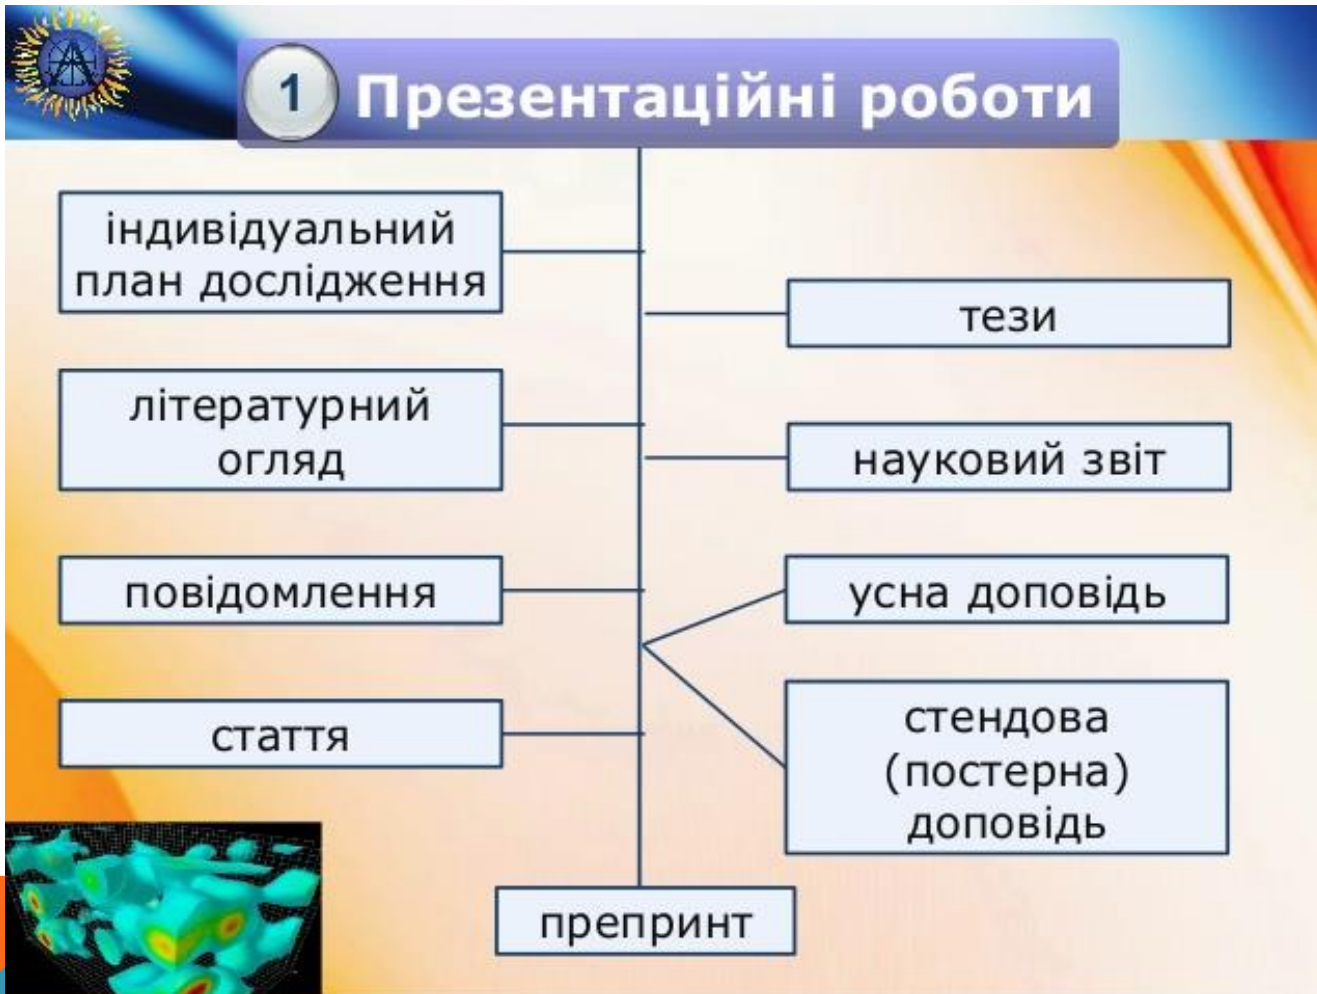 1 Презентаційні роботи
індивідуальний
план дослідження
літературний
огляд
повідомлення
стаття
тези
науковий звіт
усна доповідь
стендова
(постерна)
доповідь
препринт